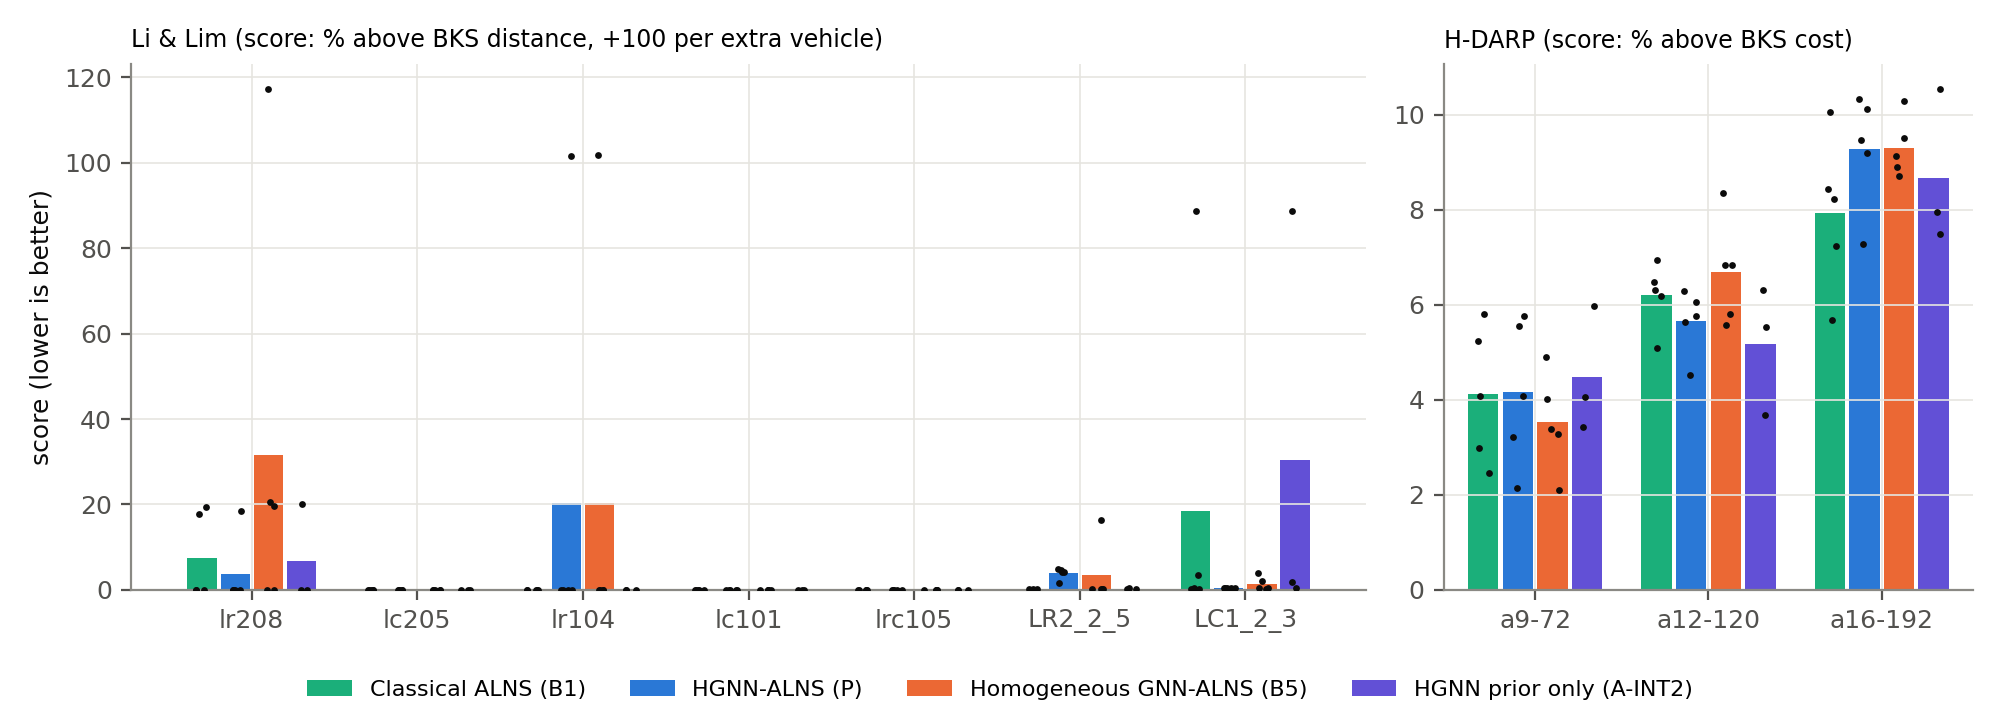 Li & Lim (score: % above BKS distance, +100 per extra vehicle)
H-DARP (score: % above BKS cost)
score (lower is better)
120
100
80
60
40
20
0
10
8
6
4
2
0
lr208 lc205 lr104 lc101 lrc105 LR2_2_5 LC1_2_3
a9-72 a12-120 a16-192
Classical ALNS (B1) HGNN-ALNS (P) Homogeneous GNN-ALNS (B5) HGNN prior only (A-INT2)